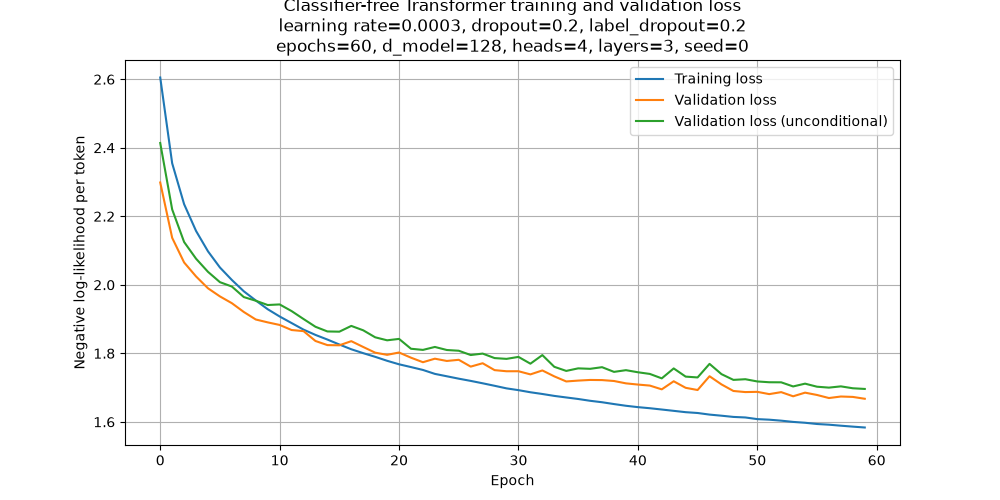 Classifier-free Transformer training and validation loss
learning rate=0.0003, dropout=0.2, label_dropout=0.2
epochs=60, d_model=128, heads=4, layers=3, seed=0
Training loss
Validation loss
Validation loss (unconditional)
Negative log-likelihood per token
2.6
2.4
2.2
2.0
1.8
1.6
0 10 20 30 40 50 60
Epoch